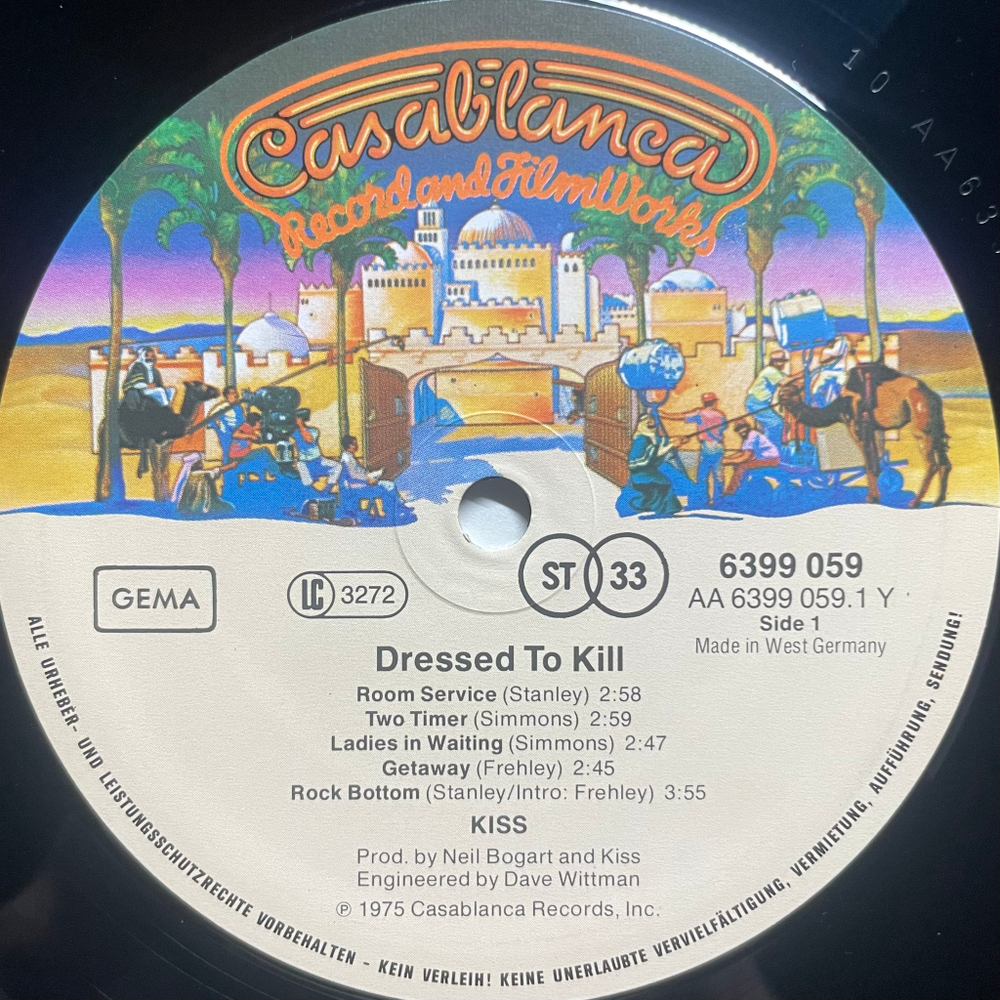 Casablanca
Record and FilmWorks
10 AA63
GEMA
LC 3272
ST 33
6399 059
AA 6399 059.1 Y
Side 1
Made in West Germany
Dressed To Kill
Room Service (Stanley) 2:58
Two Timer (Simmons) 2:59
Ladies in Waiting (Simmons) 2:47
Getaway (Frehley) 2:45
Rock Bottom (Stanley/Intro: Frehley) 3:55
KISS
Prod. by Neil Bogart and Kiss
Engineered by Dave Wittman
℗ 1975 Casablanca Records, Inc.
ALLE URHEBER- UND LEISTUNGSSCHUTZRECHTE VORBEHALTEN - KEIN VERLEIH! KEINE UNERLAUBTE VERVIELFÄLTIGUNG, VERMIETUNG, AUFFÜHRUNG, SENDUNG!